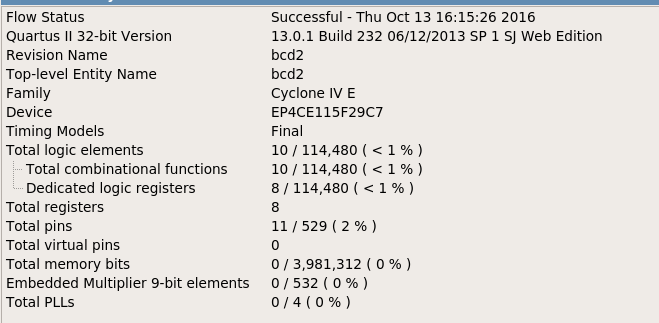 Flow Status Successful - Thu Oct 13 16:15:26 2016
Quartus II 32-bit Version 13.0.1 Build 232 06/12/2013 SP 1 SJ Web Edition
Revision Name bcd2
Top-level Entity Name bcd2
Family Cyclone IV E
Device EP4CE115F29C7
Timing Models Final
Total logic elements 10 / 114,480 ( < 1 % )
Total combinational functions 10 / 114,480 ( < 1 % )
Dedicated logic registers 8 / 114,480 ( < 1 % )
Total registers 8
Total pins 11 / 529 ( 2 % )
Total virtual pins 0
Total memory bits 0 / 3,981,312 ( 0 % )
Embedded Multiplier 9-bit elements 0 / 532 ( 0 % )
Total PLLs 0 / 4 ( 0 % )